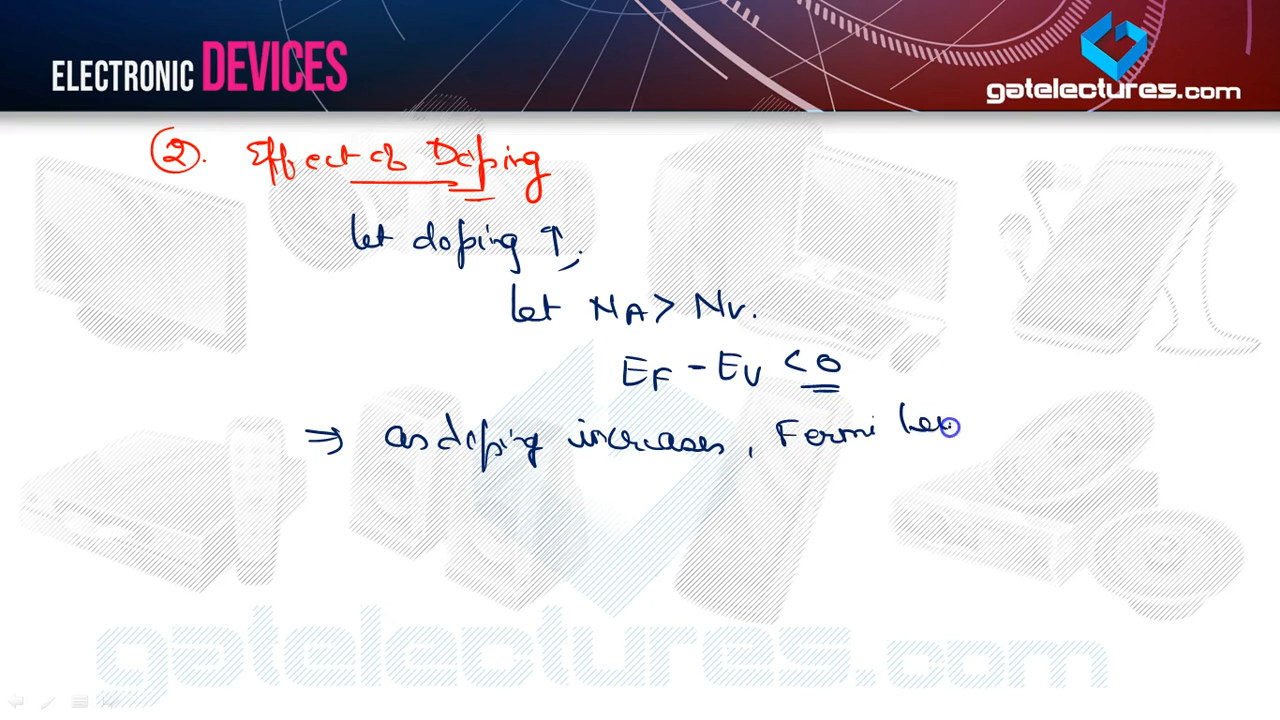 ELECTRONIC DEVICES
gatelectures.com
②. Effect of Doping
let doping ↑.
let NA > NV.
EF - EV < 0
⇒ as doping increases, Fermi Lev
gatelectures.com